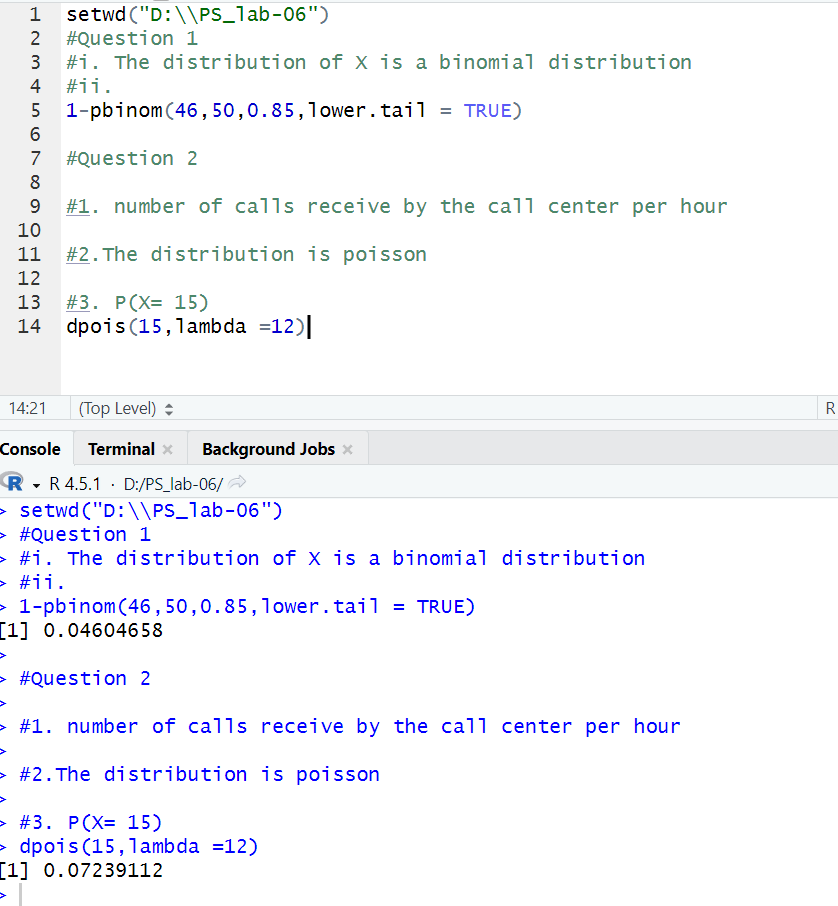 1 setwd("D:\\PS_lab-06")
2 #Question 1
3 #i. The distribution of X is a binomial distribution
4 #ii.
5 1-pbinom(46,50,0.85,lower.tail = TRUE)
6
7 #Question 2
8
9 #1. number of calls receive by the call center per hour
10
11 #2.The distribution is poisson
12
13 #3. P(X= 15)
14 dpois(15,lambda =12)
14:21 (Top Level) R
Console Terminal × Background Jobs ×
R R 4.5.1 · D:/PS_lab-06/
> setwd("D:\\PS_lab-06")
> #Question 1
> #i. The distribution of X is a binomial distribution
> #ii.
> 1-pbinom(46,50,0.85,lower.tail = TRUE)
[1] 0.04604658
>
> #Question 2
>
> #1. number of calls receive by the call center per hour
>
> #2.The distribution is poisson
>
> #3. P(X= 15)
> dpois(15,lambda =12)
[1] 0.07239112
>